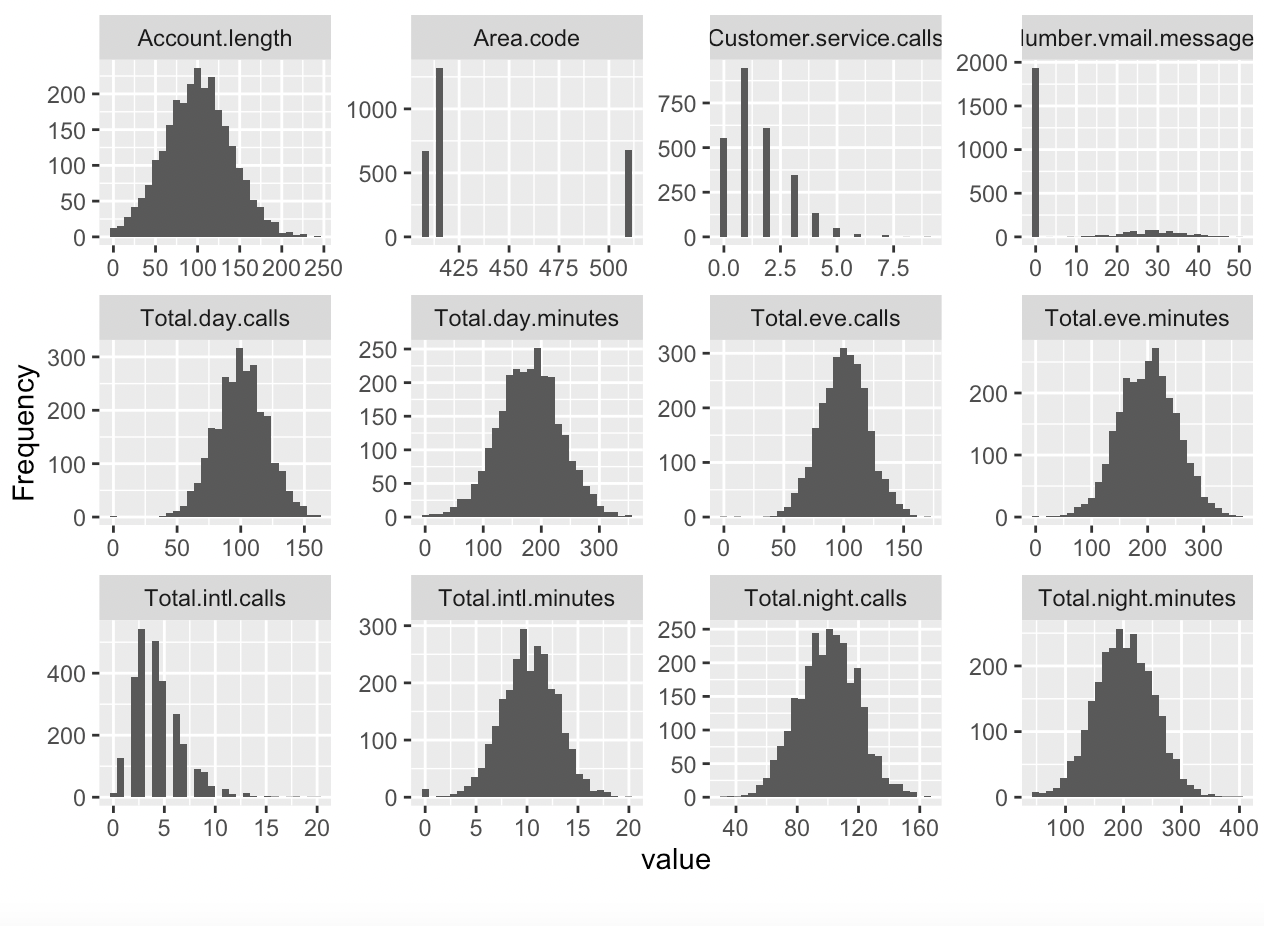 Account.length
Area.code
Customer.service.calls
lumber.vmail.message
200
150
100
50
0
0 50 100 150 200 250
1000
500
0
425 450 475 500
750
500
250
0
0.0 2.5 5.0 7.5
2000
1500
1000
500
0
0 10 20 30 40 50
Total.day.calls
Total.day.minutes
Total.eve.calls
Total.eve.minutes
300
200
100
0
0 50 100 150
250
200
150
100
50
0
0 100 200 300
300
200
100
0
0 50 100 150
200
100
0
0 100 200 300
Total.intl.calls
Total.intl.minutes
Total.night.calls
Total.night.minutes
400
200
0
0 5 10 15 20
300
200
100
0
0 5 10 15 20
250
200
150
100
50
0
40 80 120 160
200
100
0
100 200 300 400
Frequency
value